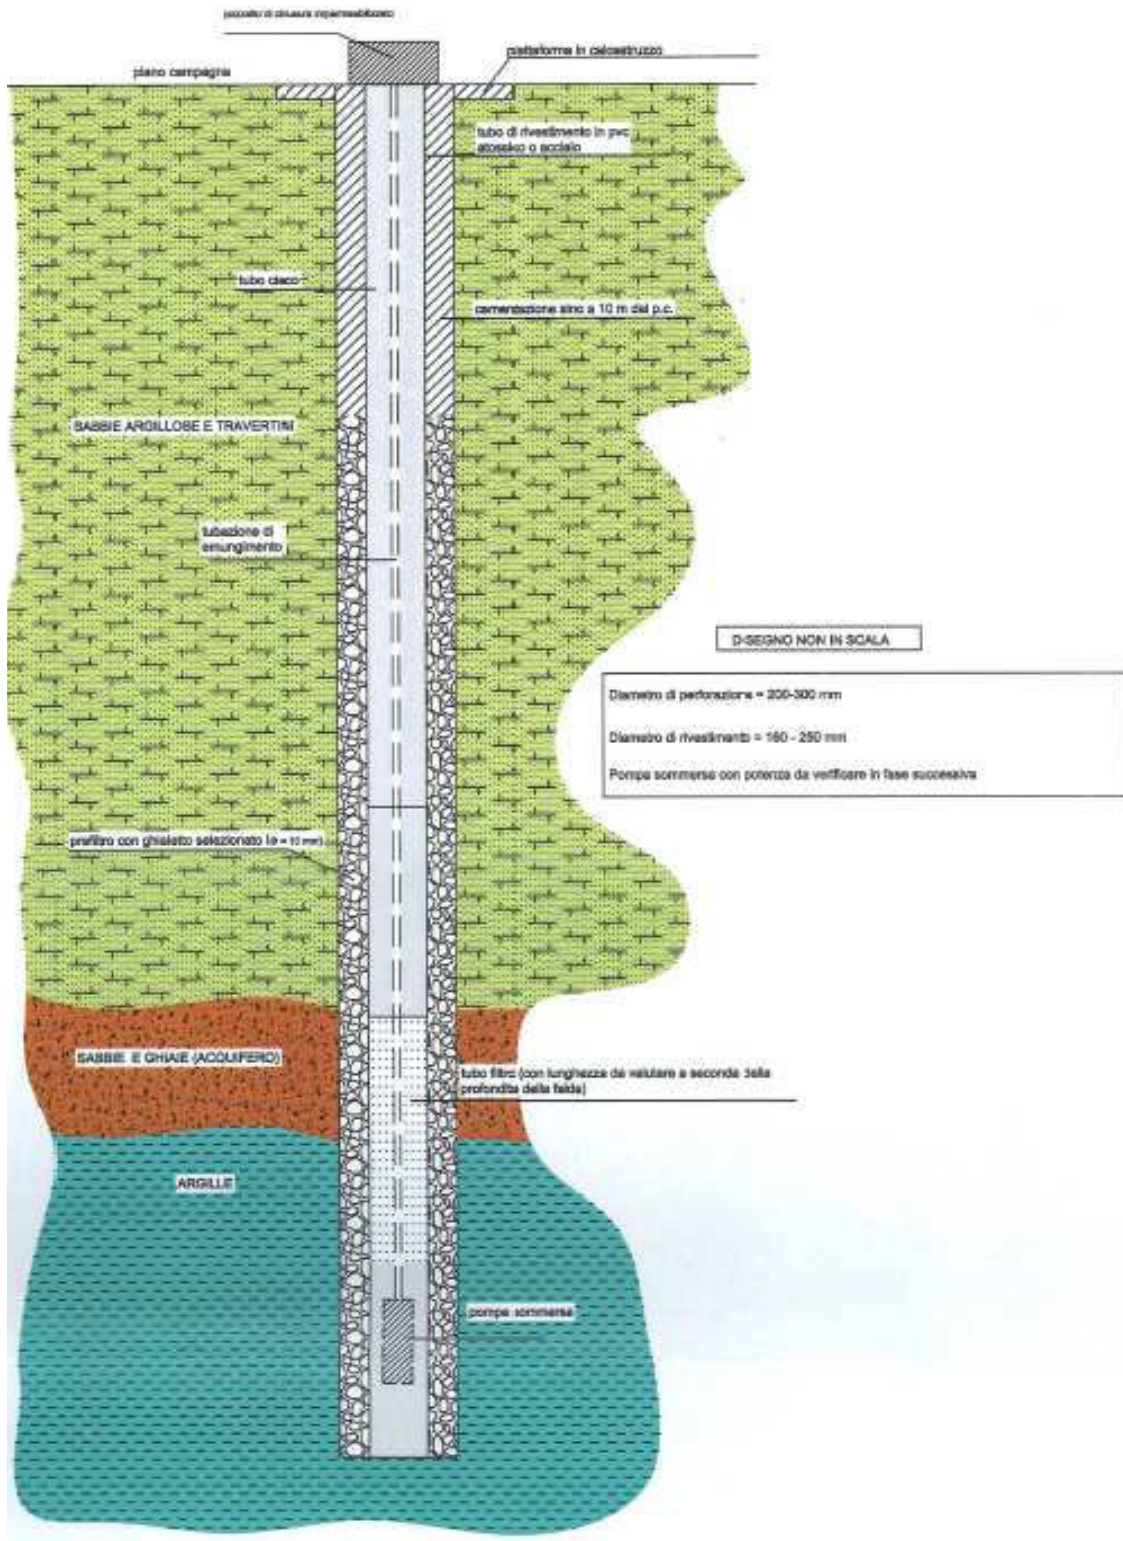 pozzetto di chiusura impermeabilizzato
piattaforma in calcestruzzo
piano campagna
tubo di rivestimento in pvc
atossico o acciaio
tubo cieco
cementazione sino a 10 m dal p.c.
SABBIE ARGILLOSE E TRAVERTINI
tubazione di
emungimento
DISEGNO NON IN SCALA
Diametro di perforazione = 200-300 mm
Diametro di rivestimento = 160 - 250 mm
Pompa sommersa con potenza da verificare in fase successiva
prefiltro con ghiaietto selezionato (ø = 10 mm)
SABBIE E GHIAIE (ACQUIFERO)
tubo filtro (con lunghezza da valutare a seconda della
profondità della falda)
ARGILLE
pompa sommersa